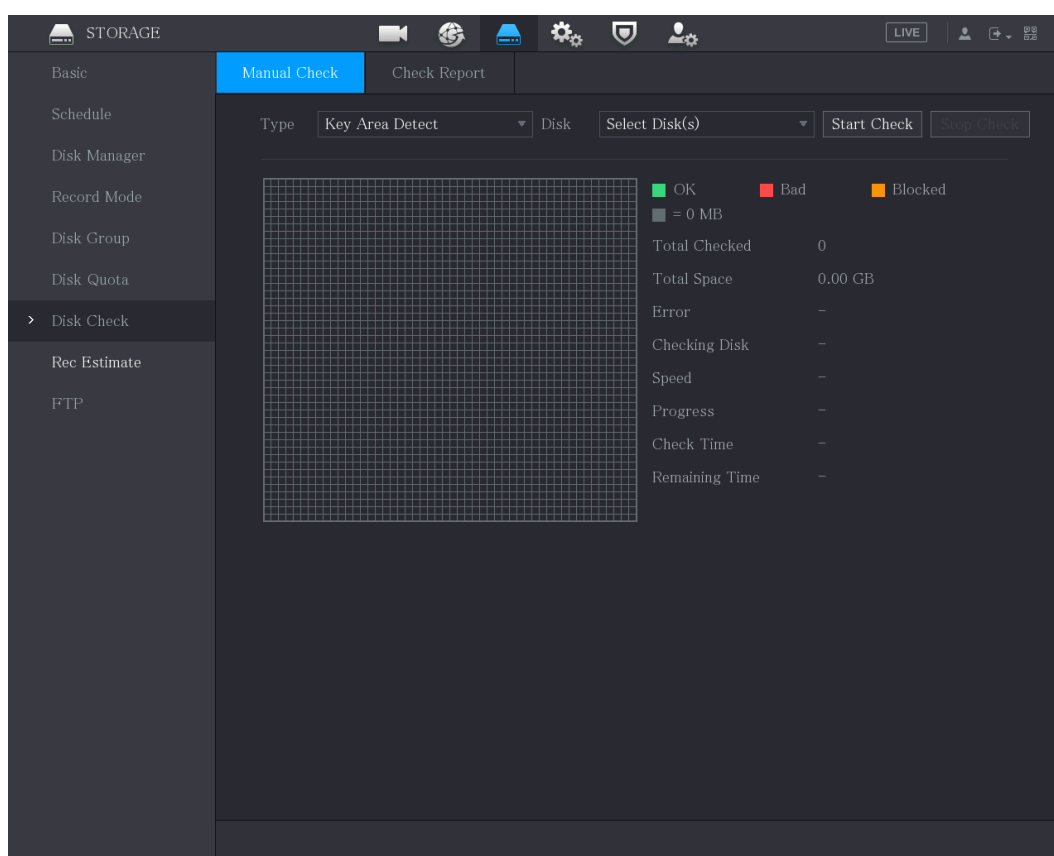 STORAGE LIVE
Basic
Manual Check Check Report
Schedule
Type Key Area Detect Disk Select Disk(s) Start Check Stop Check
Disk Manager
Record Mode
OK Bad Blocked
= 0 MB
Disk Group
Total Checked 0
Disk Quota
Total Space 0.00 GB
Error -
Disk Check
Checking Disk -
Rec Estimate
Speed -
FTP
Progress -
Check Time -
Remaining Time -